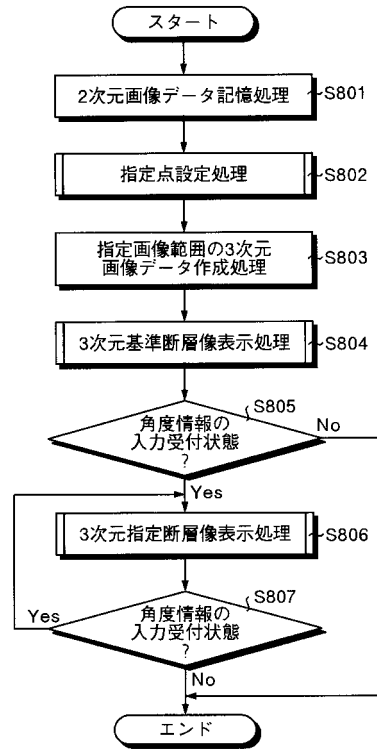 スタート
2次元画像データ記憶処理
S801
指定点設定処理
S802
指定画像範囲の3次元
画像データ作成処理
S803
3次元基準断層像表示処理
S804
角度情報の
入力受付状態
?
S805
No
Yes
3次元指定断層像表示処理
S806
角度情報の
入力受付状態
?
S807
Yes
No
エンド